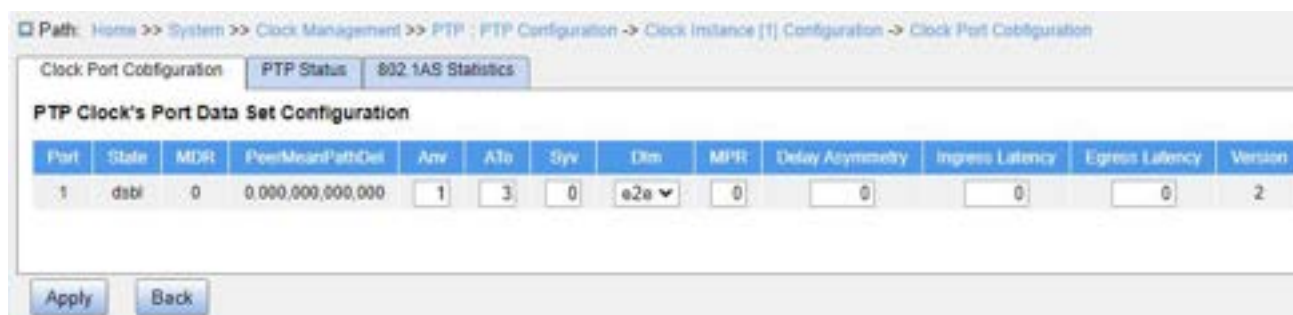 Path: Home >> System >> Clock Management >> PTP : PTP Configuration -> Clock Instance [1] Configuration -> Clock Port Cobfiguration
Clock Port Cobfiguration PTP Status 802.1AS Statistics
PTP Clock's Port Data Set Configuration
Port State MDR PeerMeanPathDel Anv ATo Syv Dlm MPR Delay Asymmetry Ingress Latency Egress Latency Version
1 dsbl 0 0.000,000,000,000 1 3 0 e2e 0 0 0 0 2
Apply Back